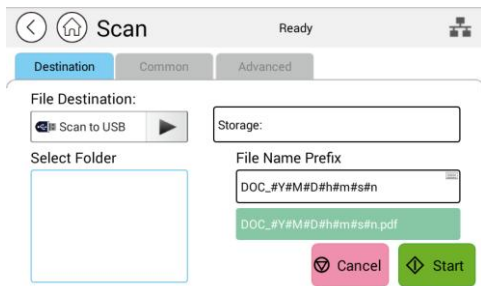 Scan
Ready
Destination
Common
Advanced
File Destination:
Scan to USB
Storage:
Select Folder
File Name Prefix
DOC_#Y#M#D#h#m#s#n
DOC_#Y#M#D#h#m#s#n.pdf
Cancel
Start